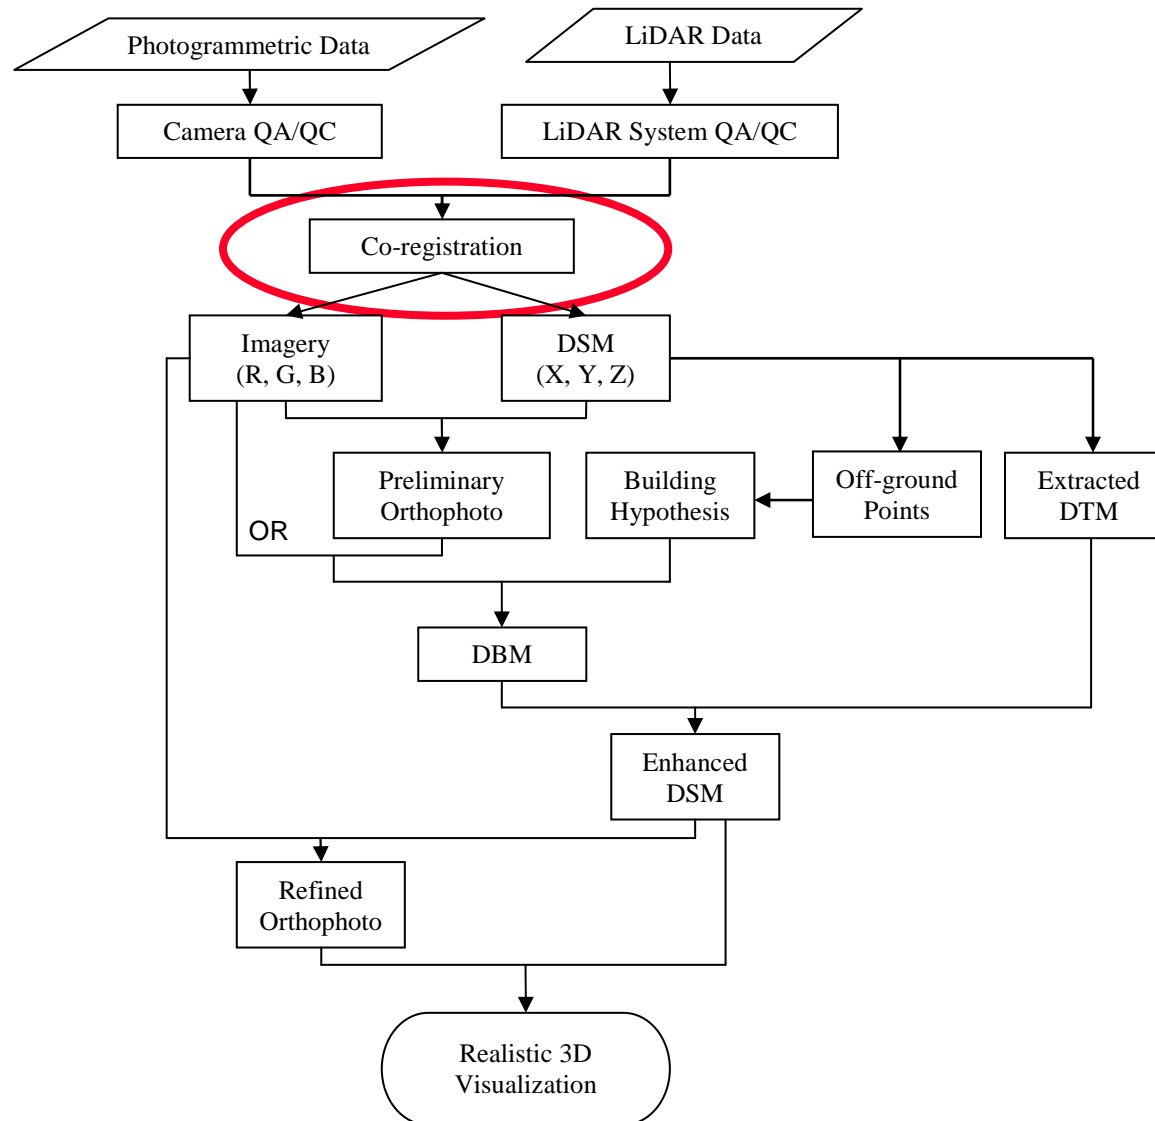 Photogrammetric Data
LiDAR Data
Camera QA/QC
LiDAR System QA/QC
Co-registration
Imagery
(R, G, B)
DSM
(X, Y, Z)
Preliminary
Orthophoto
Building
Hypothesis
Off-ground
Points
Extracted
DTM
OR
DBM
Enhanced
DSM
Refined
Orthophoto
Realistic 3D
Visualization